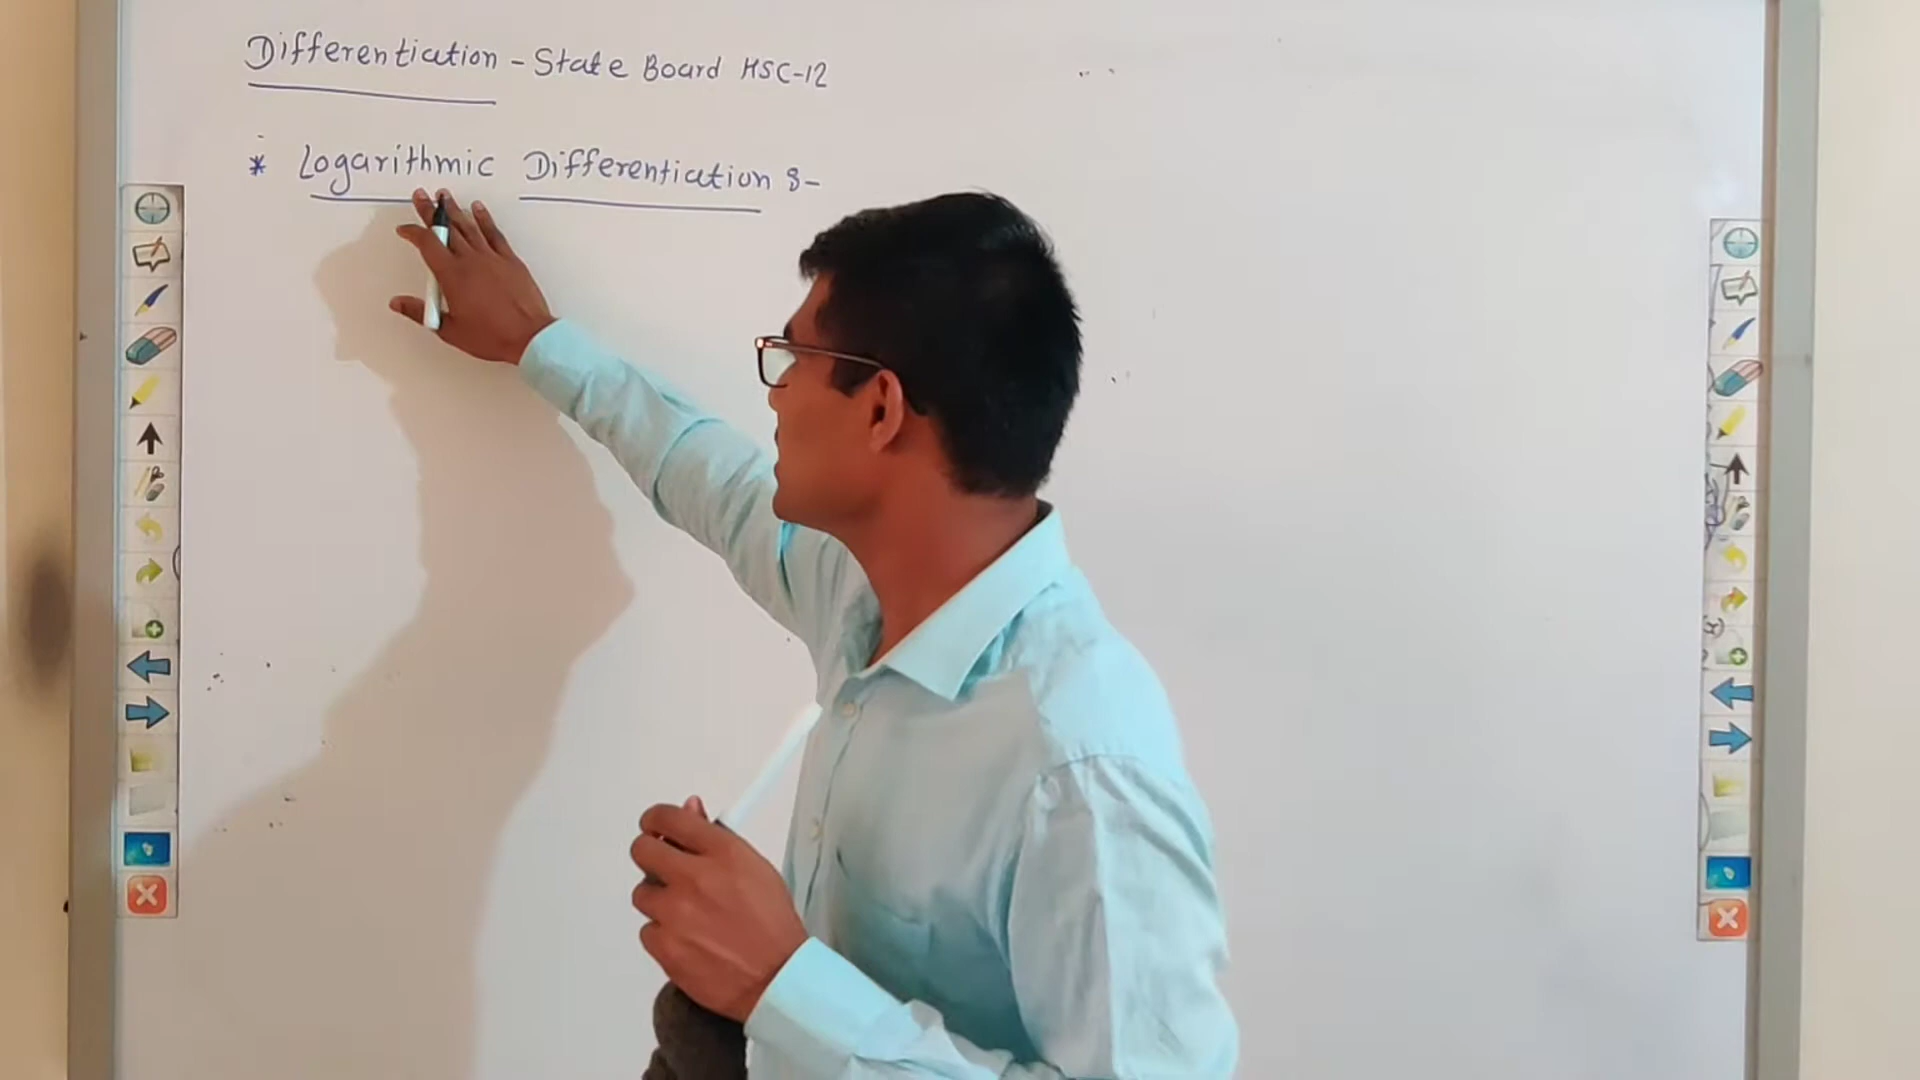 Differentiation - State Board HSC-12
* Logarithmic Differentiation :-